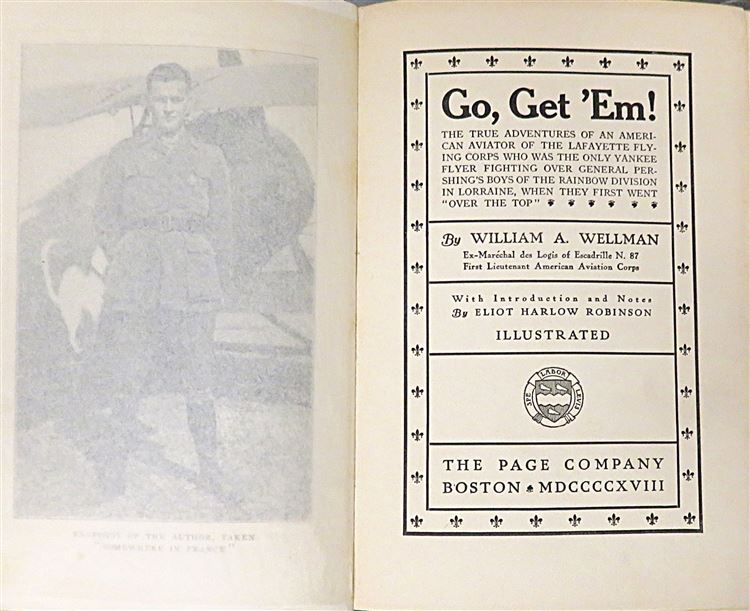 SNAPSHOT OF THE AUTHOR, TAKEN
"SOMEWHERE IN FRANCE"
Go, Get 'Em!
THE TRUE ADVENTURES OF AN AMERI-
CAN AVIATOR OF THE LAFAYETTE FLY-
ING CORPS WHO WAS THE ONLY YANKEE
FLYER FIGHTING OVER GENERAL PER-
SHING'S BOYS OF THE RAINBOW DIVISION
IN LORRAINE, WHEN THEY FIRST WENT
"OVER THE TOP"
By WILLIAM A. WELLMAN
Ex-Maréchal des Logis of Escadrille N. 87
First Lieutenant American Aviation Corps
With Introduction and Notes
By ELIOT HARLOW ROBINSON
ILLUSTRATED
SPE LABOR LEVIS
THE PAGE COMPANY
BOSTON MDCCCCXVIII